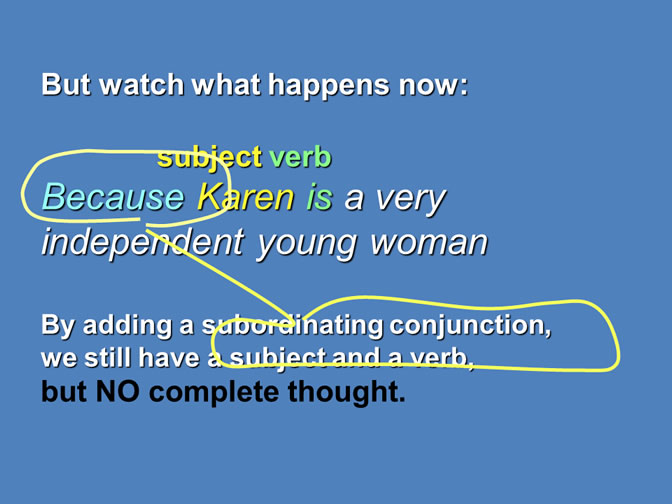 But watch what happens now:
subject verb
Because Karen is a very
independent young woman
By adding a subordinating conjunction,
we still have a subject and a verb,
but NO complete thought.